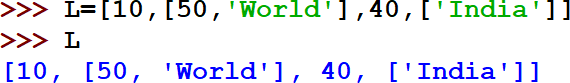 >>> L=[10,[50,'World'],40,['India']]
>>> L
[10, [50, 'World'], 40, ['India']]